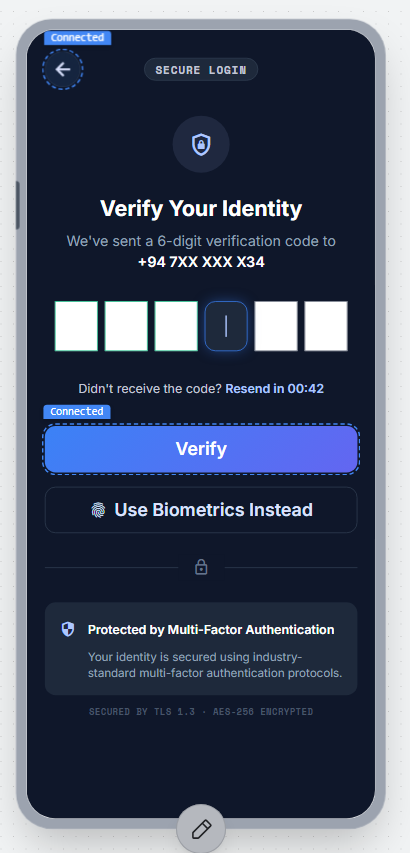 Connected
SECURE LOGIN
Verify Your Identity
We've sent a 6-digit verification code to
+94 7XX XXX X34
Didn't receive the code? Resend in 00:42
Connected
Verify
Use Biometrics Instead
Protected by Multi-Factor Authentication
Your identity is secured using industry-
standard multi-factor authentication protocols.
SECURED BY TLS 1.3 · AES-256 ENCRYPTED